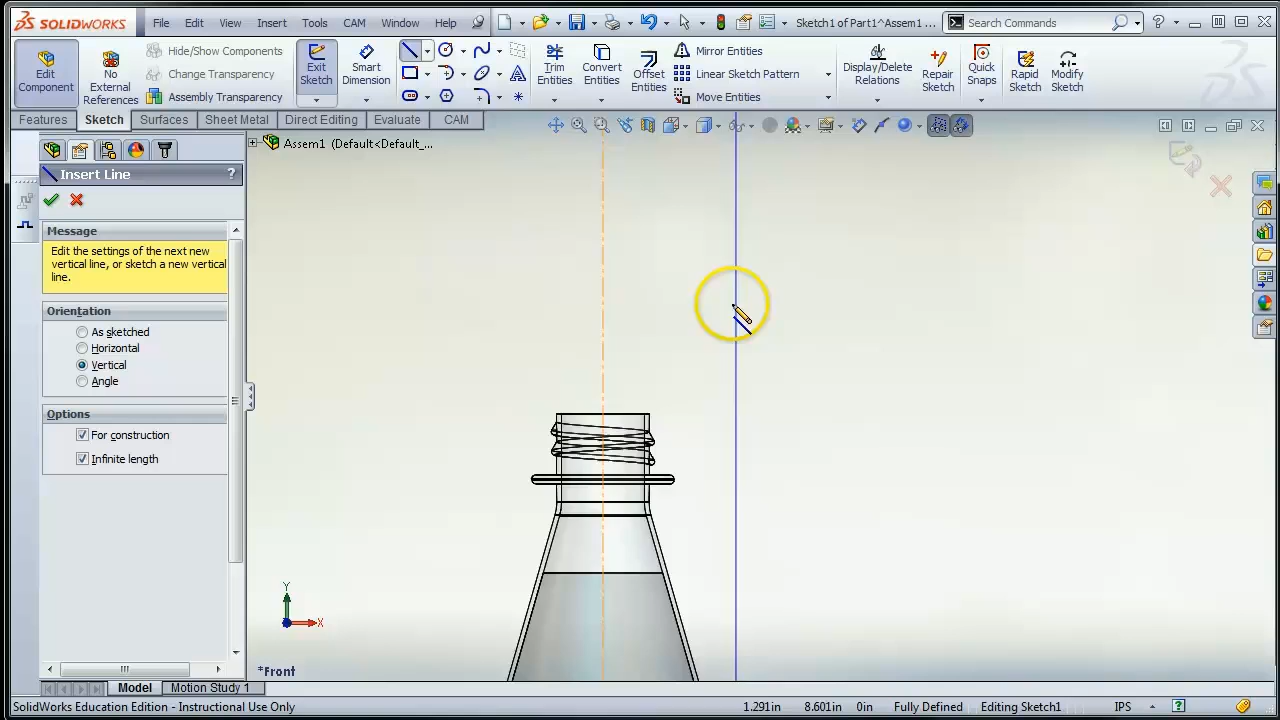 SOLIDWORKS File Edit View Insert Tools CAM Window Help Sketch1 of Part1^Assem1 ... Search Commands
Edit Component
No External References
Hide/Show Components
Change Transparency
Assembly Transparency
Exit Sketch
Smart Dimension
Trim Entities
Convert Entities
Offset Entities
Mirror Entities
Linear Sketch Pattern
Move Entities
Display/Delete Relations
Repair Sketch
Quick Snaps
Rapid Sketch
Modify Sketch
Features Sketch Surfaces Sheet Metal Direct Editing Evaluate CAM
Assem1 (Default<Default_...
Insert Line ?
Message
Edit the settings of the next new
vertical line, or sketch a new vertical
line.
Orientation
As sketched
Horizontal
Vertical
Angle
Options
For construction
Infinite length
Y
X
*Front
Model Motion Study 1
SolidWorks Education Edition - Instructional Use Only 1.291in 8.601in 0in Fully Defined Editing Sketch1 IPS